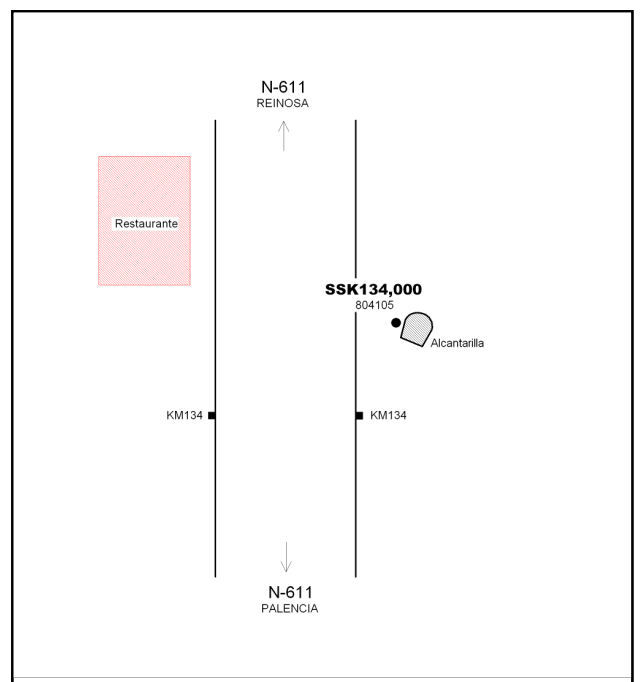 N-611
REINOSA
Restaurante
SSK134,000
804105
Alcantarilla
KM134
KM134
N-611
PALENCIA